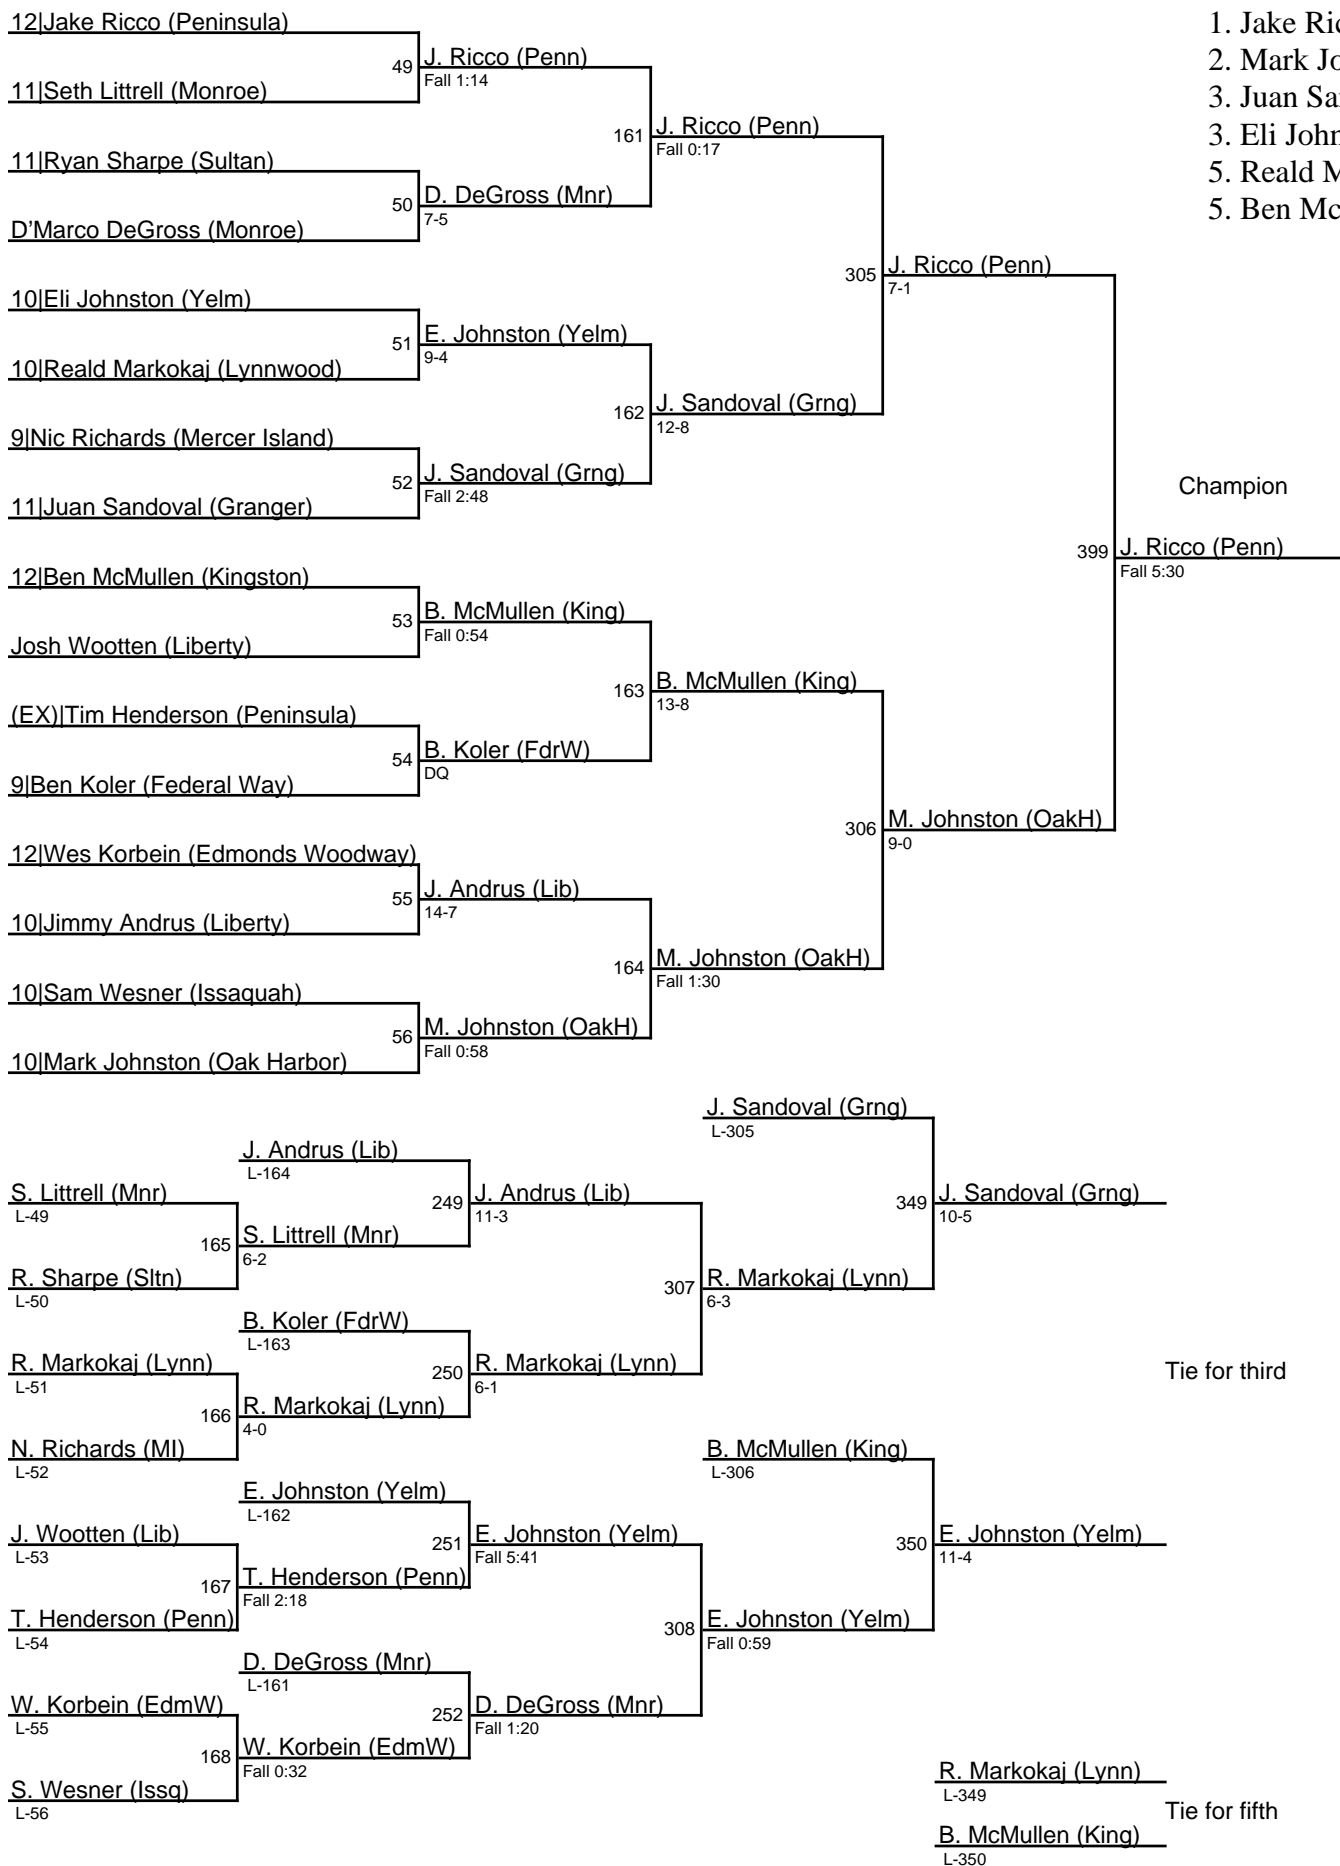 12|Jake Ricco (Peninsula)
11|Seth Littrell (Monroe)
11|Ryan Sharpe (Sultan)
D'Marco DeGross (Monroe)
10|Eli Johnston (Yelm)
10|Reald Markokaj (Lynnwood)
9|Nic Richards (Mercer Island)
11|Juan Sandoval (Granger)
12|Ben McMullen (Kingston)
Josh Wootten (Liberty)
(EX)|Tim Henderson (Peninsula)
9|Ben Koler (Federal Way)
12|Wes Korbein (Edmonds Woodway)
10|Jimmy Andrus (Liberty)
10|Sam Wesner (Issaquah)
10|Mark Johnston (Oak Harbor)
49
J. Ricco (Penn)
Fall 1:14
50
D. DeGross (Mnr)
7-5
51
E. Johnston (Yelm)
9-4
52
J. Sandoval (Grng)
Fall 2:48
53
B. McMullen (King)
Fall 0:54
54
B. Koler (FdrW)
DQ
55
J. Andrus (Lib)
14-7
56
M. Johnston (OakH)
Fall 0:58
161
J. Ricco (Penn)
Fall 0:17
162
J. Sandoval (Grng)
12-8
163
B. McMullen (King)
13-8
164
M. Johnston (OakH)
Fall 1:30
305
J. Ricco (Penn)
7-1
306
M. Johnston (OakH)
9-0
Champion
399
J. Ricco (Penn)
Fall 5:30
1. Jake Ric
2. Mark Jo
3. Juan Sa
3. Eli John
5. Reald M
5. Ben Mc
S. Littrell (Mnr)
L-49
R. Sharpe (Sltn)
L-50
R. Markokaj (Lynn)
L-51
N. Richards (MI)
L-52
J. Wootten (Lib)
L-53
T. Henderson (Penn)
L-54
W. Korbein (EdmW)
L-55
S. Wesner (Issq)
L-56
J. Andrus (Lib)
L-164
165
S. Littrell (Mnr)
6-2
B. Koler (FdrW)
L-163
166
R. Markokaj (Lynn)
4-0
E. Johnston (Yelm)
L-162
167
T. Henderson (Penn)
Fall 2:18
D. DeGross (Mnr)
L-161
168
W. Korbein (EdmW)
Fall 0:32
249
J. Andrus (Lib)
11-3
250
R. Markokaj (Lynn)
6-1
251
E. Johnston (Yelm)
Fall 5:41
252
D. DeGross (Mnr)
Fall 1:20
J. Sandoval (Grng)
L-305
307
R. Markokaj (Lynn)
6-3
B. McMullen (King)
L-306
308
E. Johnston (Yelm)
Fall 0:59
349
J. Sandoval (Grng)
10-5
Tie for third
350
E. Johnston (Yelm)
11-4
R. Markokaj (Lynn)
L-349
Tie for fifth
B. McMullen (King)
L-350